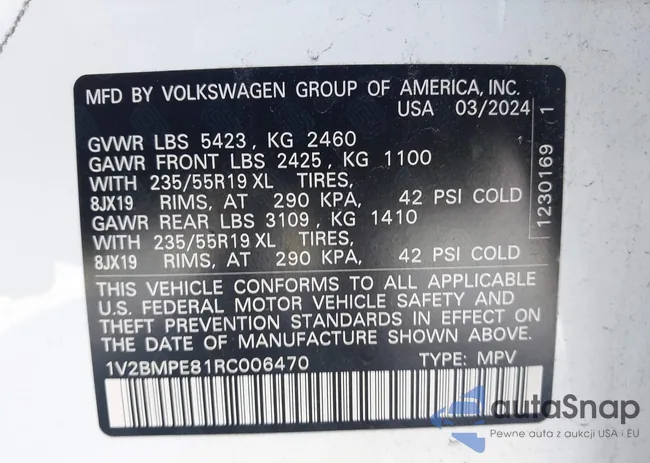 MFD BY VOLKSWAGEN GROUP OF AMERICA, INC.
USA 03/2024
GVWR LBS 5423 , KG 2460
GAWR FRONT LBS 2425 , KG 1100
WITH 235/55R19 XL TIRES,
8JX19 RIMS, AT 290 KPA, 42 PSI COLD
GAWR REAR LBS 3109 , KG 1410
WITH 235/55R19 XL TIRES,
8JX19 RIMS, AT 290 KPA, 42 PSI COLD
THIS VEHICLE CONFORMS TO ALL APPLICABLE
U.S. FEDERAL MOTOR VEHICLE SAFETY AND
THEFT PREVENTION STANDARDS IN EFFECT ON
THE DATE OF MANUFACTURE SHOWN ABOVE.
1V2BMPE81RC006470 TYPE: MPV
1230169 1
autaSnap
Pewne auta z aukcji USA i EU